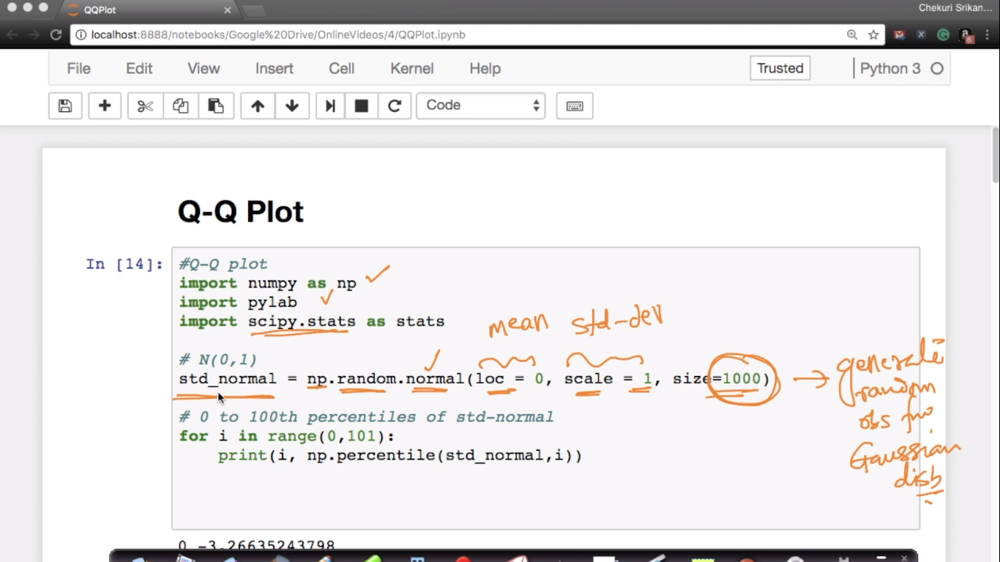 QQPlot
Chekuri Srikan...
localhost:8888/notebooks/Google%20Drive/OnlineVideos/4/QQPlot.ipynb
6
File Edit View Insert Cell Kernel Help Trusted Python 3
Code
Q-Q Plot
In [14]:
#Q-Q plot
import numpy as np
import pylab
import scipy.stats as stats
mean std-dev
# N(0,1)
std_normal = np.random.normal(loc = 0, scale = 1, size=1000)
generate
random
obs
Gaussian
disb
# 0 to 100th percentiles of std-normal
for i in range(0,101):
print(i, np.percentile(std_normal,i))
0 -3.26635243798